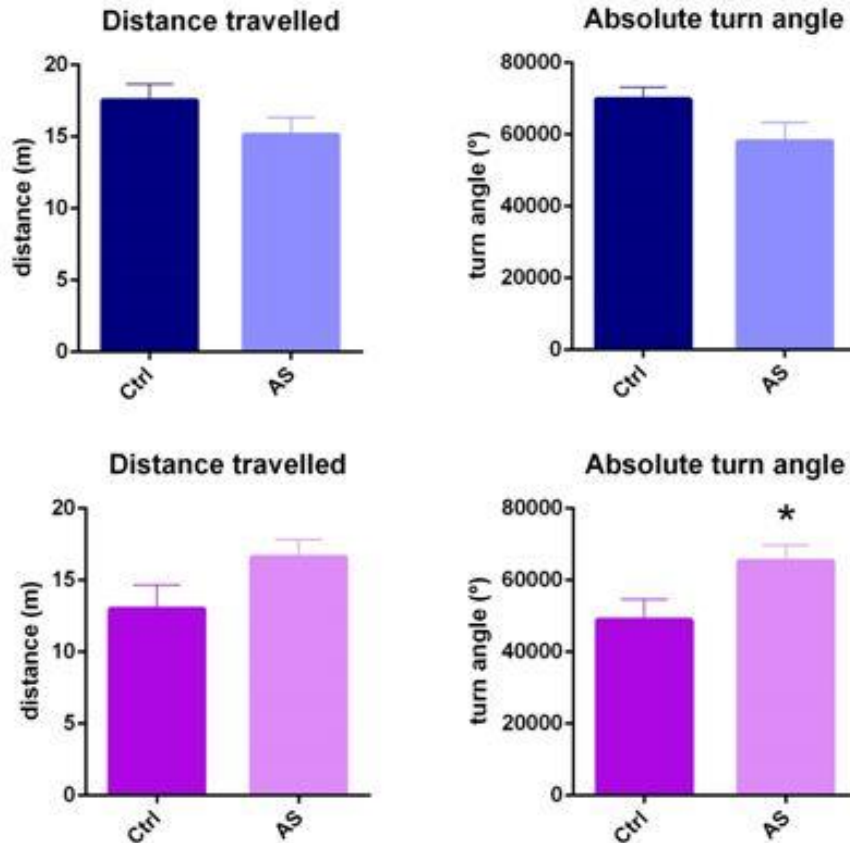 Distance travelled
20
15
10
5
0
distance (m)
Ctrl
AS
Absolute turn angle
80000
60000
40000
20000
0
turn angle (°)
Ctrl
AS
Distance travelled
20
15
10
5
0
distance (m)
Ctrl
AS
Absolute turn angle
80000
60000
40000
20000
0
turn angle (°)
*
Ctrl
AS